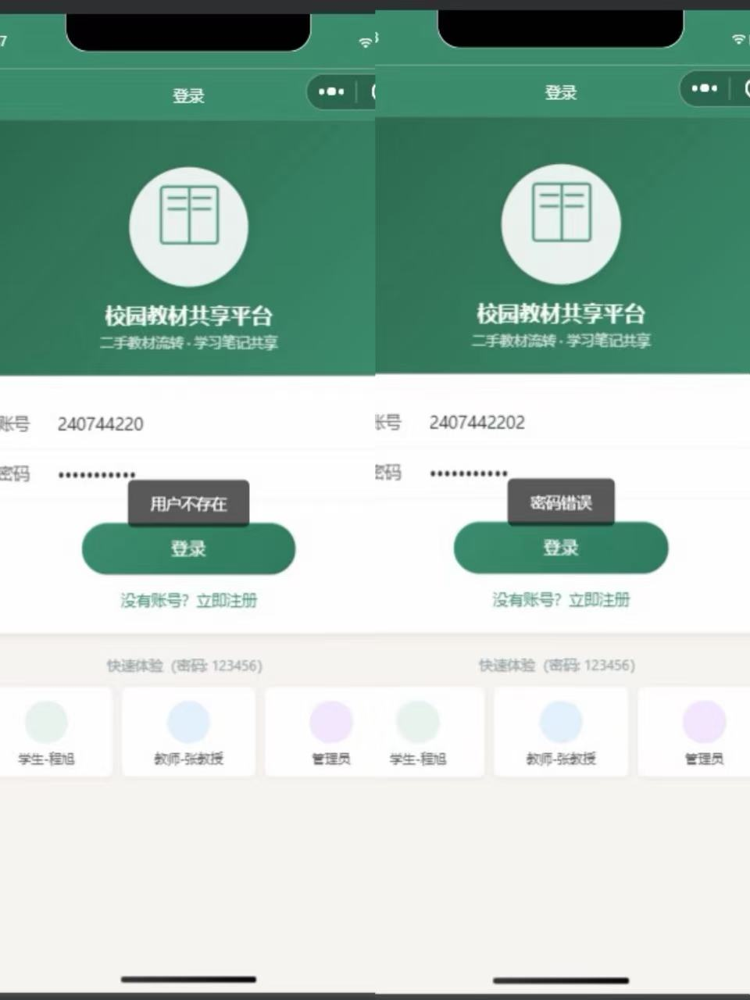 7
登录
校园教材共享平台
二手教材流转·学习笔记共享
账号 240744220
密码 •••••••••••
用户不存在
登录
没有账号？立即注册
快速体验（密码: 123456）
学生-程旭
教师-张教授
管理员
登录
校园教材共享平台
二手教材流转·学习笔记共享
账号 2407442202
密码 •••••••••••
密码错误
登录
没有账号？立即注册
快速体验（密码: 123456）
学生-程旭
教师-张教授
管理员